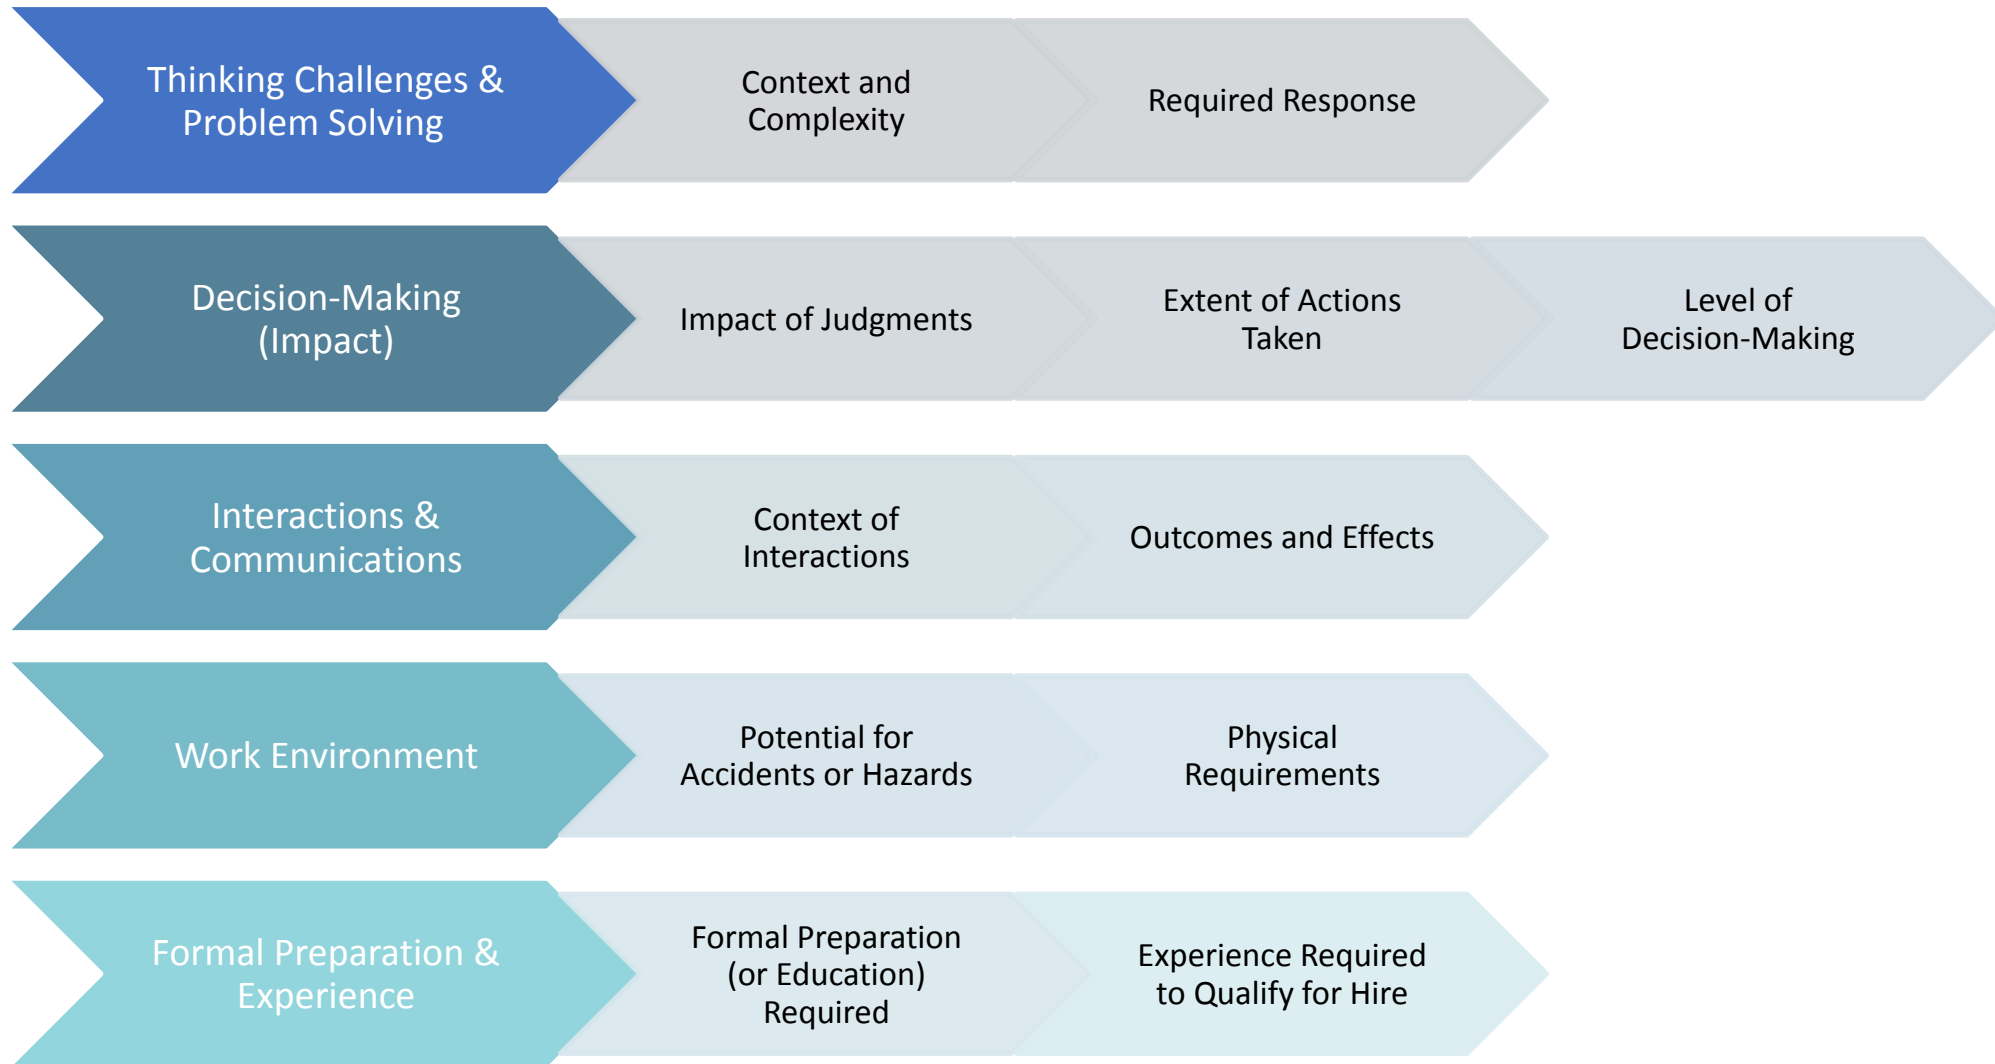 Thinking Challenges &
Problem Solving
Context and
Complexity
Required Response
Decision-Making
(Impact)
Impact of Judgments
Extent of Actions
Taken
Level of
Decision-Making
Interactions &
Communications
Context of
Interactions
Outcomes and Effects
Work Environment
Potential for
Accidents or Hazards
Physical
Requirements
Formal Preparation &
Experience
Formal Preparation
(or Education)
Required
Experience Required
to Qualify for Hire